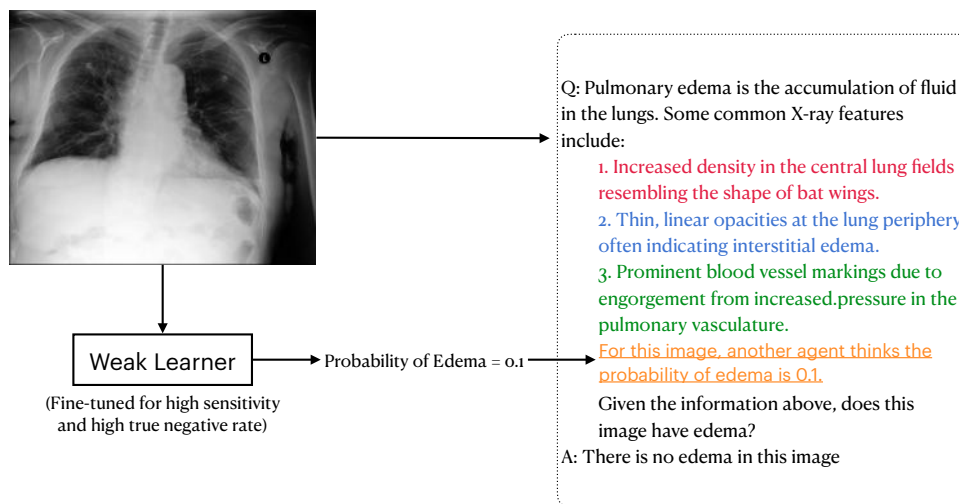 L
Q: Pulmonary edema is the accumulation of fluid
in the lungs. Some common X-ray features
include:
1. Increased density in the central lung fields
resembling the shape of bat wings.
2. Thin, linear opacities at the lung periphery
often indicating interstitial edema.
3. Prominent blood vessel markings due to
engorgement from increased.pressure in the
pulmonary vasculature.
For this image, another agent thinks the
probability of edema is 0.1.
Given the information above, does this
image have edema?
A: There is no edema in this image
Weak Learner
Probability of Edema = 0.1
(Fine-tuned for high sensitivity
and high true negative rate)